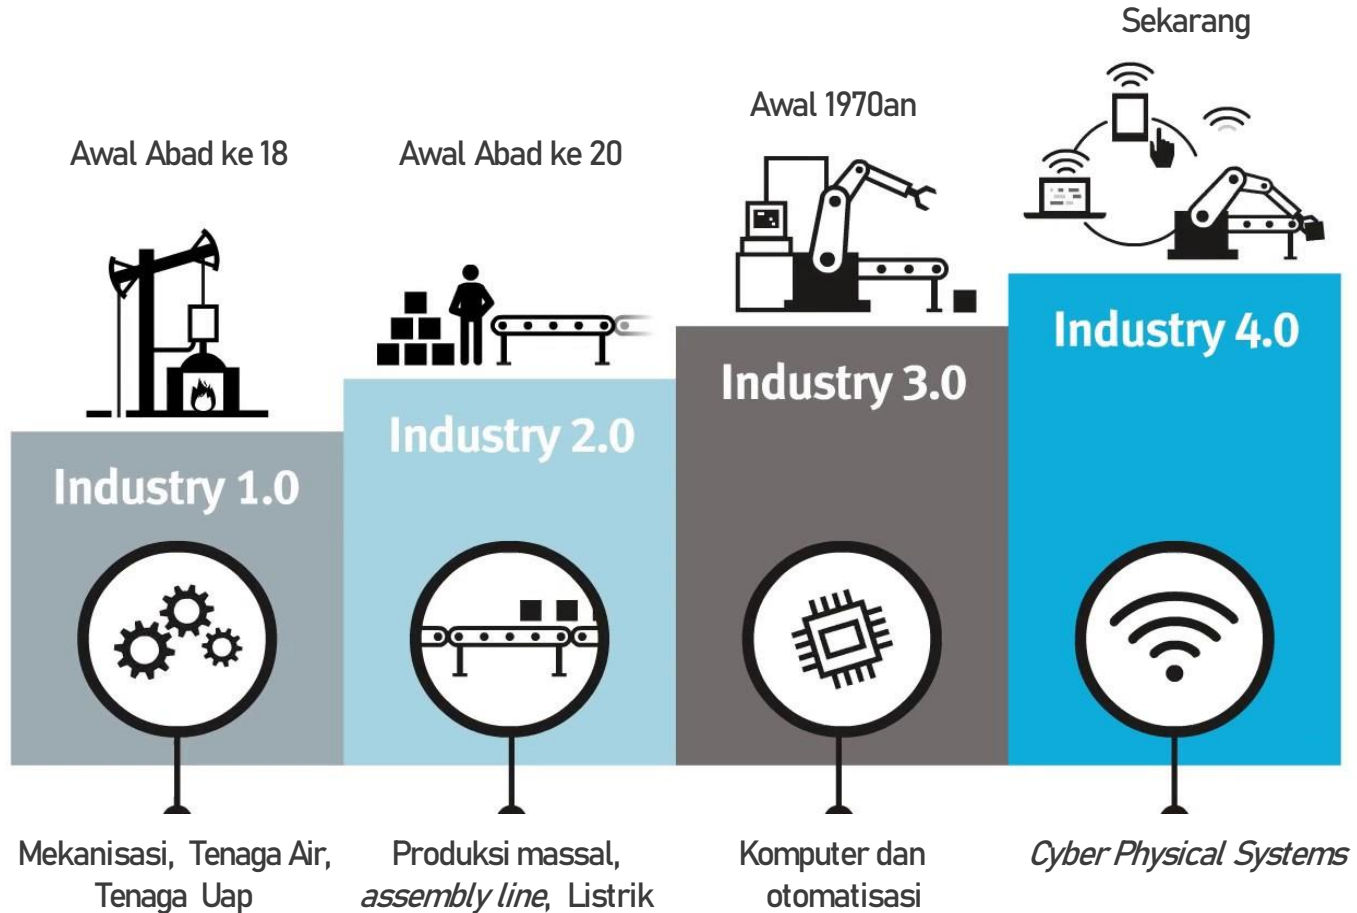 Sekarang
Awal 1970an
Awal Abad ke 18
Awal Abad ke 20
Industry 4.0
Industry 3.0
Industry 2.0
Industry 1.0
Mekanisasi, Tenaga Air,
Tenaga Uap
Produksi massal,
assembly line, Listrik
Komputer dan
otomatisasi
Cyber Physical Systems